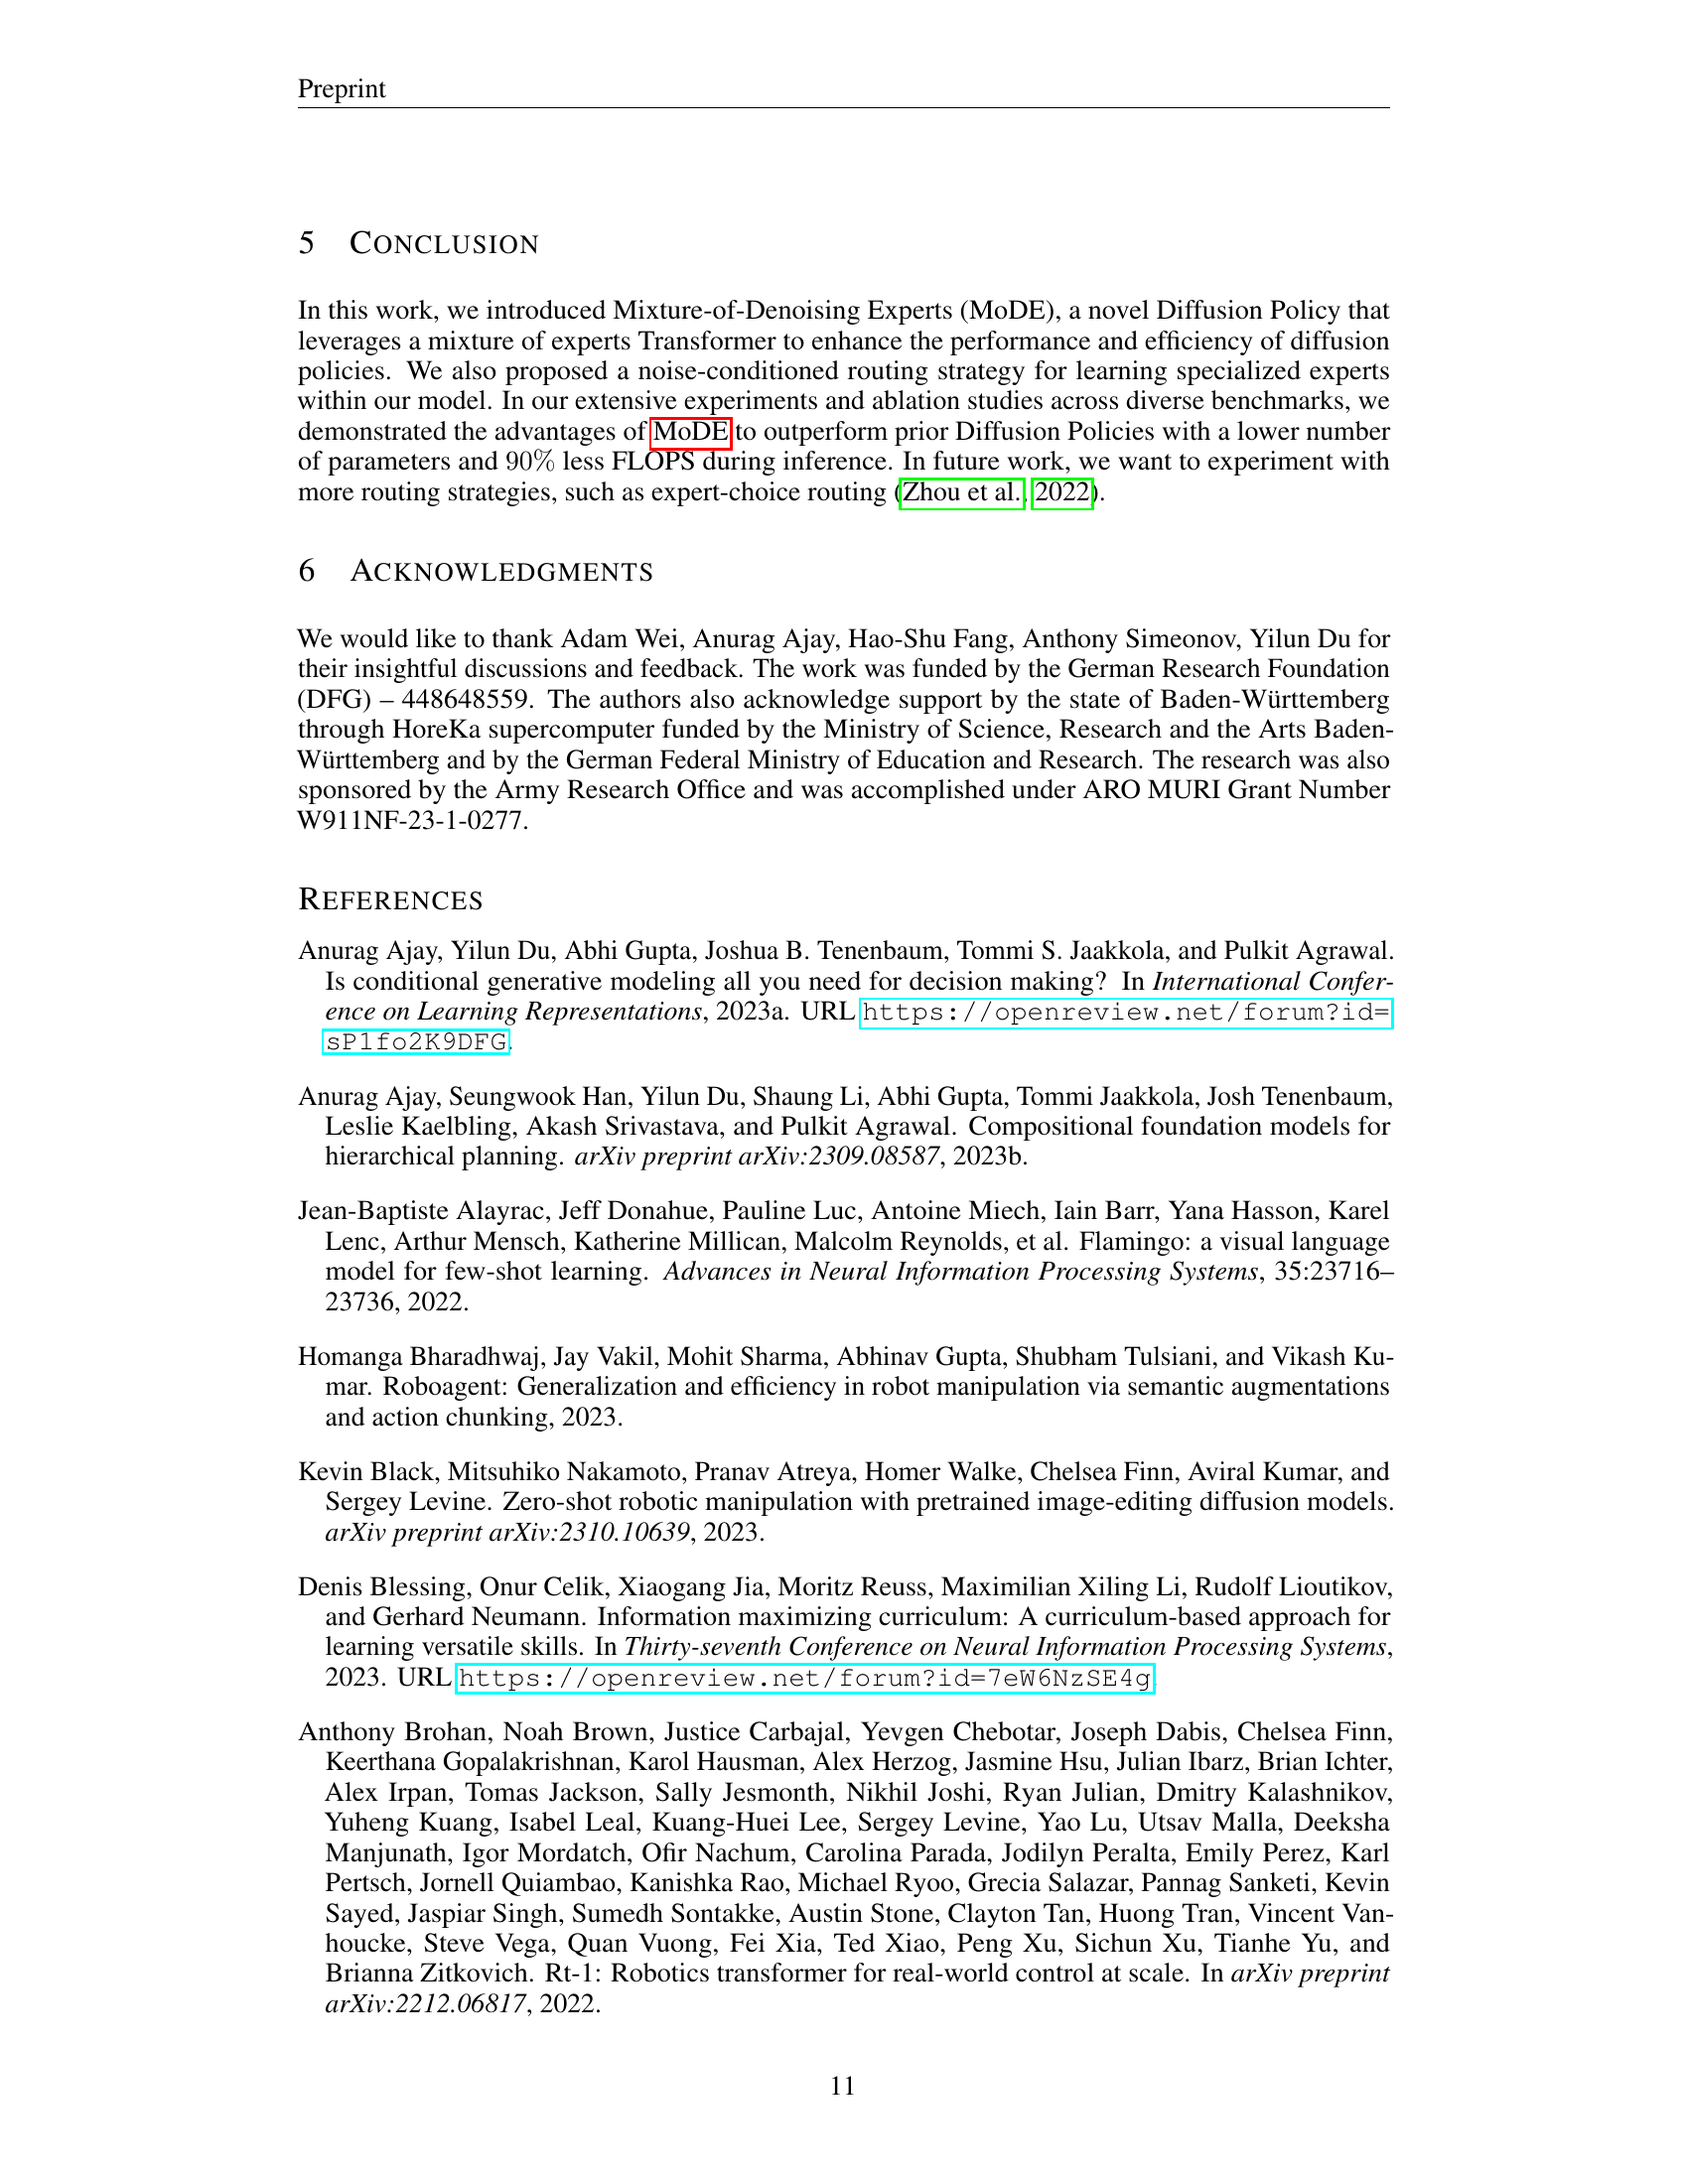 Preprint
5 CONCLUSION
In this work, we introduced Mixture-of-Denoising Experts (MoDE), a novel Diffusion Policy that
leverages a mixture of experts Transformer to enhance the performance and efficiency of diffusion
policies. We also proposed a noise-conditioned routing strategy for learning specialized experts
within our model. In our extensive experiments and ablation studies across diverse benchmarks, we
demonstrated the advantages of MoDE to outperform prior Diffusion Policies with a lower number
of parameters and 90% less FLOPS during inference. In future work, we want to experiment with
more routing strategies, such as expert-choice routing (Zhou et al., 2022).
6 ACKNOWLEDGMENTS
We would like to thank Adam Wei, Anurag Ajay, Hao-Shu Fang, Anthony Simeonov, Yilun Du for
their insightful discussions and feedback. The work was funded by the German Research Foundation
(DFG) – 448648559. The authors also acknowledge support by the state of Baden-Württemberg
through HoreKa supercomputer funded by the Ministry of Science, Research and the Arts Baden-
Württemberg and by the German Federal Ministry of Education and Research. The research was also
sponsored by the Army Research Office and was accomplished under ARO MURI Grant Number
W911NF-23-1-0277.
REFERENCES
Anurag Ajay, Yilun Du, Abhi Gupta, Joshua B. Tenenbaum, Tommi S. Jaakkola, and Pulkit Agrawal.
Is conditional generative modeling all you need for decision making? In International Confer-
ence on Learning Representations, 2023a. URL https://openreview.net/forum?id=
sP1fo2K9DFG.
Anurag Ajay, Seungwook Han, Yilun Du, Shaung Li, Abhi Gupta, Tommi Jaakkola, Josh Tenenbaum,
Leslie Kaelbling, Akash Srivastava, and Pulkit Agrawal. Compositional foundation models for
hierarchical planning. arXiv preprint arXiv:2309.08587, 2023b.
Jean-Baptiste Alayrac, Jeff Donahue, Pauline Luc, Antoine Miech, Iain Barr, Yana Hasson, Karel
Lenc, Arthur Mensch, Katherine Millican, Malcolm Reynolds, et al. Flamingo: a visual language
model for few-shot learning. Advances in Neural Information Processing Systems, 35:23716–
23736, 2022.
Homanga Bharadhwaj, Jay Vakil, Mohit Sharma, Abhinav Gupta, Shubham Tulsiani, and Vikash Ku-
mar. Roboagent: Generalization and efficiency in robot manipulation via semantic augmentations
and action chunking, 2023.
Kevin Black, Mitsuhiko Nakamoto, Pranav Atreya, Homer Walke, Chelsea Finn, Aviral Kumar, and
Sergey Levine. Zero-shot robotic manipulation with pretrained image-editing diffusion models.
arXiv preprint arXiv:2310.10639, 2023.
Denis Blessing, Onur Celik, Xiaogang Jia, Moritz Reuss, Maximilian Xiling Li, Rudolf Lioutikov,
and Gerhard Neumann. Information maximizing curriculum: A curriculum-based approach for
learning versatile skills. In Thirty-seventh Conference on Neural Information Processing Systems,
2023. URL https://openreview.net/forum?id=7eW6NzSE4g.
Anthony Brohan, Noah Brown, Justice Carbajal, Yevgen Chebotar, Joseph Dabis, Chelsea Finn,
Keerthana Gopalakrishnan, Karol Hausman, Alex Herzog, Jasmine Hsu, Julian Ibarz, Brian Ichter,
Alex Irpan, Tomas Jackson, Sally Jesmonth, Nikhil Joshi, Ryan Julian, Dmitry Kalashnikov,
Yuheng Kuang, Isabel Leal, Kuang-Huei Lee, Sergey Levine, Yao Lu, Utsav Malla, Deeksha
Manjunath, Igor Mordatch, Ofir Nachum, Carolina Parada, Jodilyn Peralta, Emily Perez, Karl
Pertsch, Jornell Quiambao, Kanishka Rao, Michael Ryoo, Grecia Salazar, Pannag Sanketi, Kevin
Sayed, Jaspiar Singh, Sumedh Sontakke, Austin Stone, Clayton Tan, Huong Tran, Vincent Van-
houcke, Steve Vega, Quan Vuong, Fei Xia, Ted Xiao, Peng Xu, Sichun Xu, Tianhe Yu, and
Brianna Zitkovich. Rt-1: Robotics transformer for real-world control at scale. In arXiv preprint
arXiv:2212.06817, 2022.
11